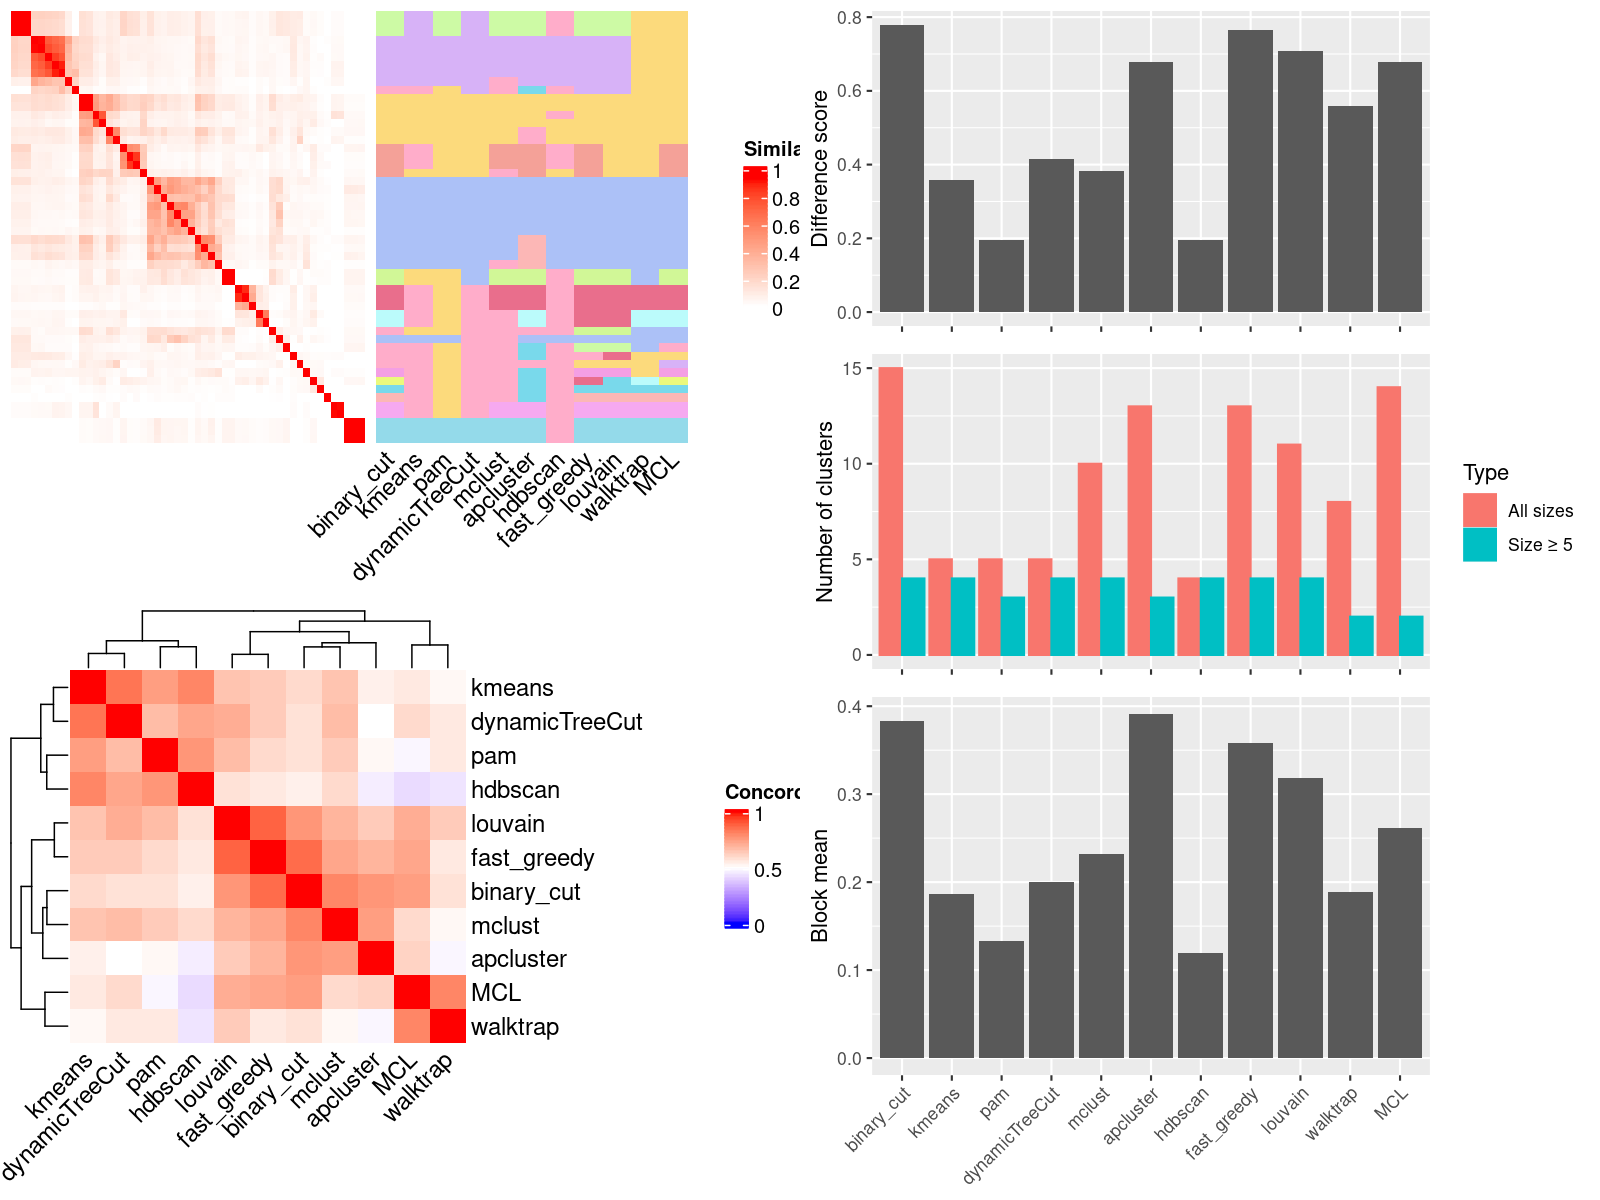 Simila
1
0.8
0.6
0.4
0.2
0
binary_cut
kmeans
pam
dynamicTreeCut
mclust
apcluster
hdbscan
fast_greedy
louvain
walktrap
MCL
kmeans
dynamicTreeCut
pam
hdbscan
louvain
fast_greedy
binary_cut
mclust
apcluster
MCL
walktrap
kmeans
dynamicTreeCut
pam
hdbscan
louvain
fast_greedy
binary_cut
mclust
apcluster
MCL
walktrap
Concord
1
0.5
0
Difference score
0.8
0.6
0.4
0.2
0.0
Number of clusters
15
10
5
0
Type
All sizes
Size ≥ 5
Block mean
0.4
0.3
0.2
0.1
0.0
binary_cut
kmeans
pam
dynamicTreeCut
mclust
apcluster
hdbscan
fast_greedy
louvain
walktrap
MCL